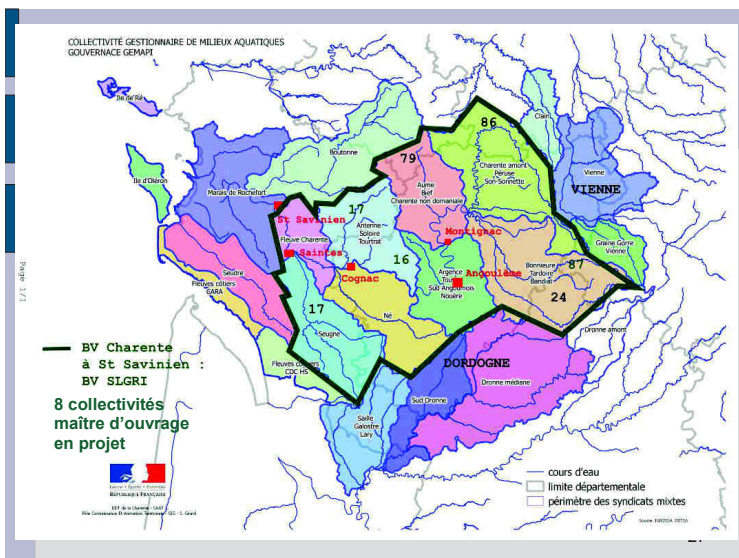 COLLECTIVITÉ GESTIONNAIRE DE MILIEUX AQUATIQUES
GOUVERNACE GEMAPI
Ile de Ré
Ile d'Oléron
Marais de Rochefort
Boutonne
86
Clain
79
Charente amont
Péruse
Son-Sonnette
Vienne
VIENNE
Aume
Bief
Charente non domaniale
17
St Savinien
Antenne
Soloire
Tourtrat
Fleuve Charente
Saintes
Montignac
Graine Gorre
Vienne
Seudre
Fleuves côtiers
CARA
16
Cognac
Argence
Sud Angoumois
Nouère
Angoulême
Bonnieure
Tardoire
Bandiat
87
24
17
Né
Seugne
Dronne amont
Fleuves côtiers
CDC HS
DORDOGNE
Dronne médiane
Sud Dronne
Saille
Galostre
Lary
BV Charente
à St Savinien :
BV SLGRI
8 collectivités
maître d'ouvrage
en projet
cours d'eau
limite départementale
périmètre des syndicats mixtes
Liberté • Égalité • Fraternité
RÉPUBLIQUE FRANÇAISE
Page 1/1